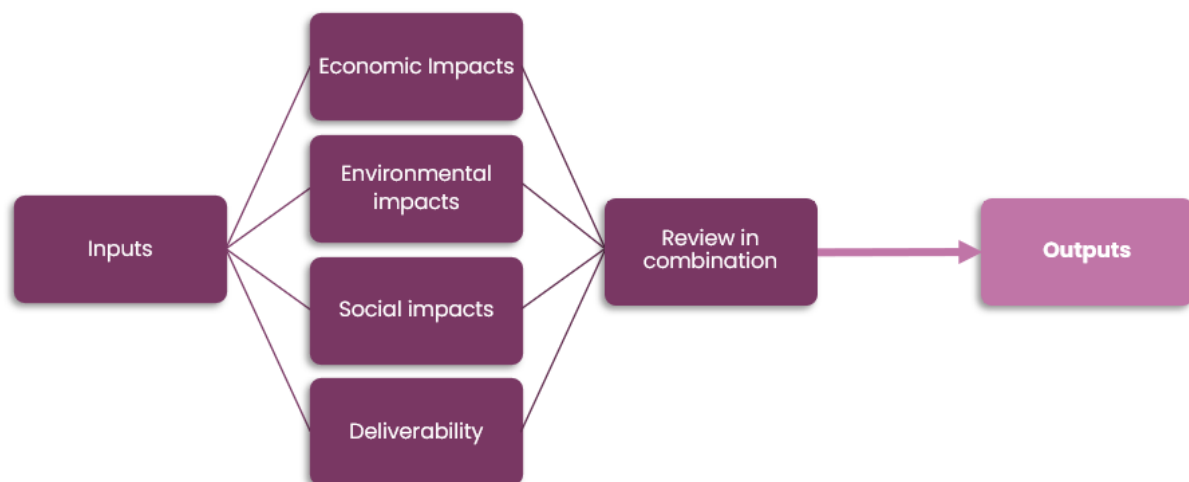 Economic Impacts
Environmental
impacts
Inputs
Review in
combination
Outputs
Social impacts
Deliverability